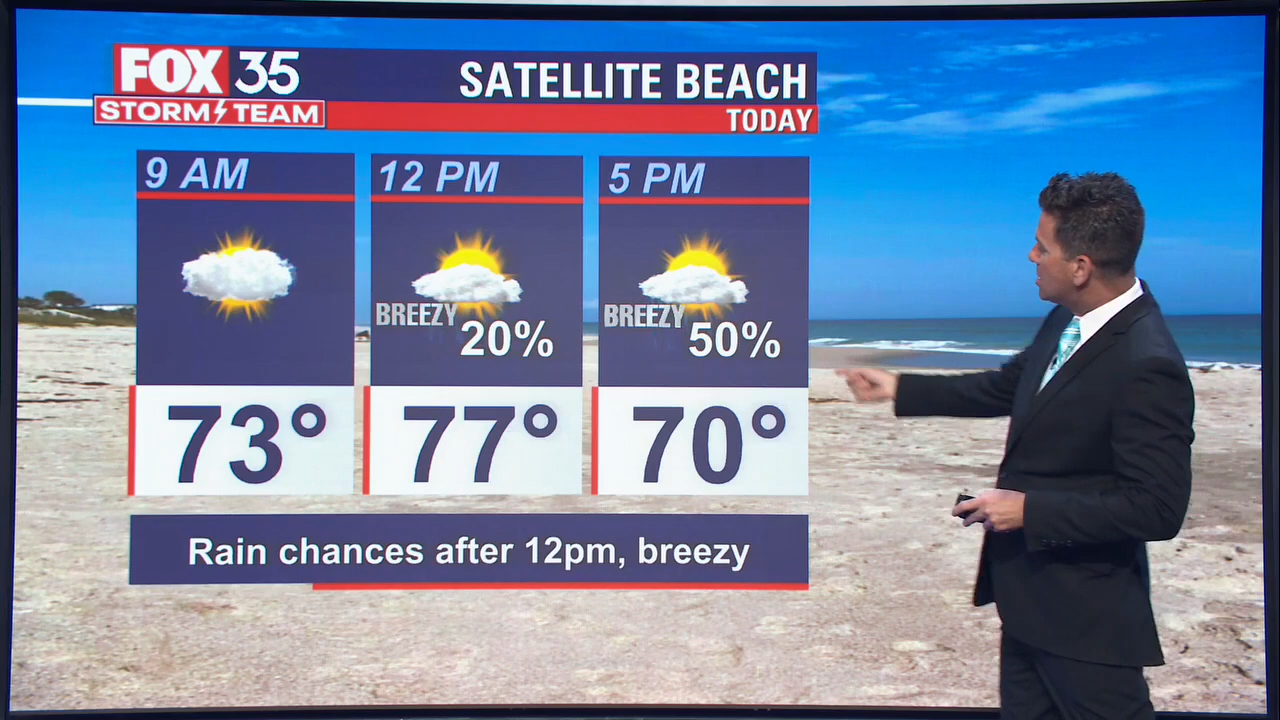 FOX 35
STORM TEAM
SATELLITE BEACH
TODAY
9 AM
73°
12 PM
BREEZY
20%
77°
5 PM
BREEZY
50%
70°
Rain chances after 12pm, breezy